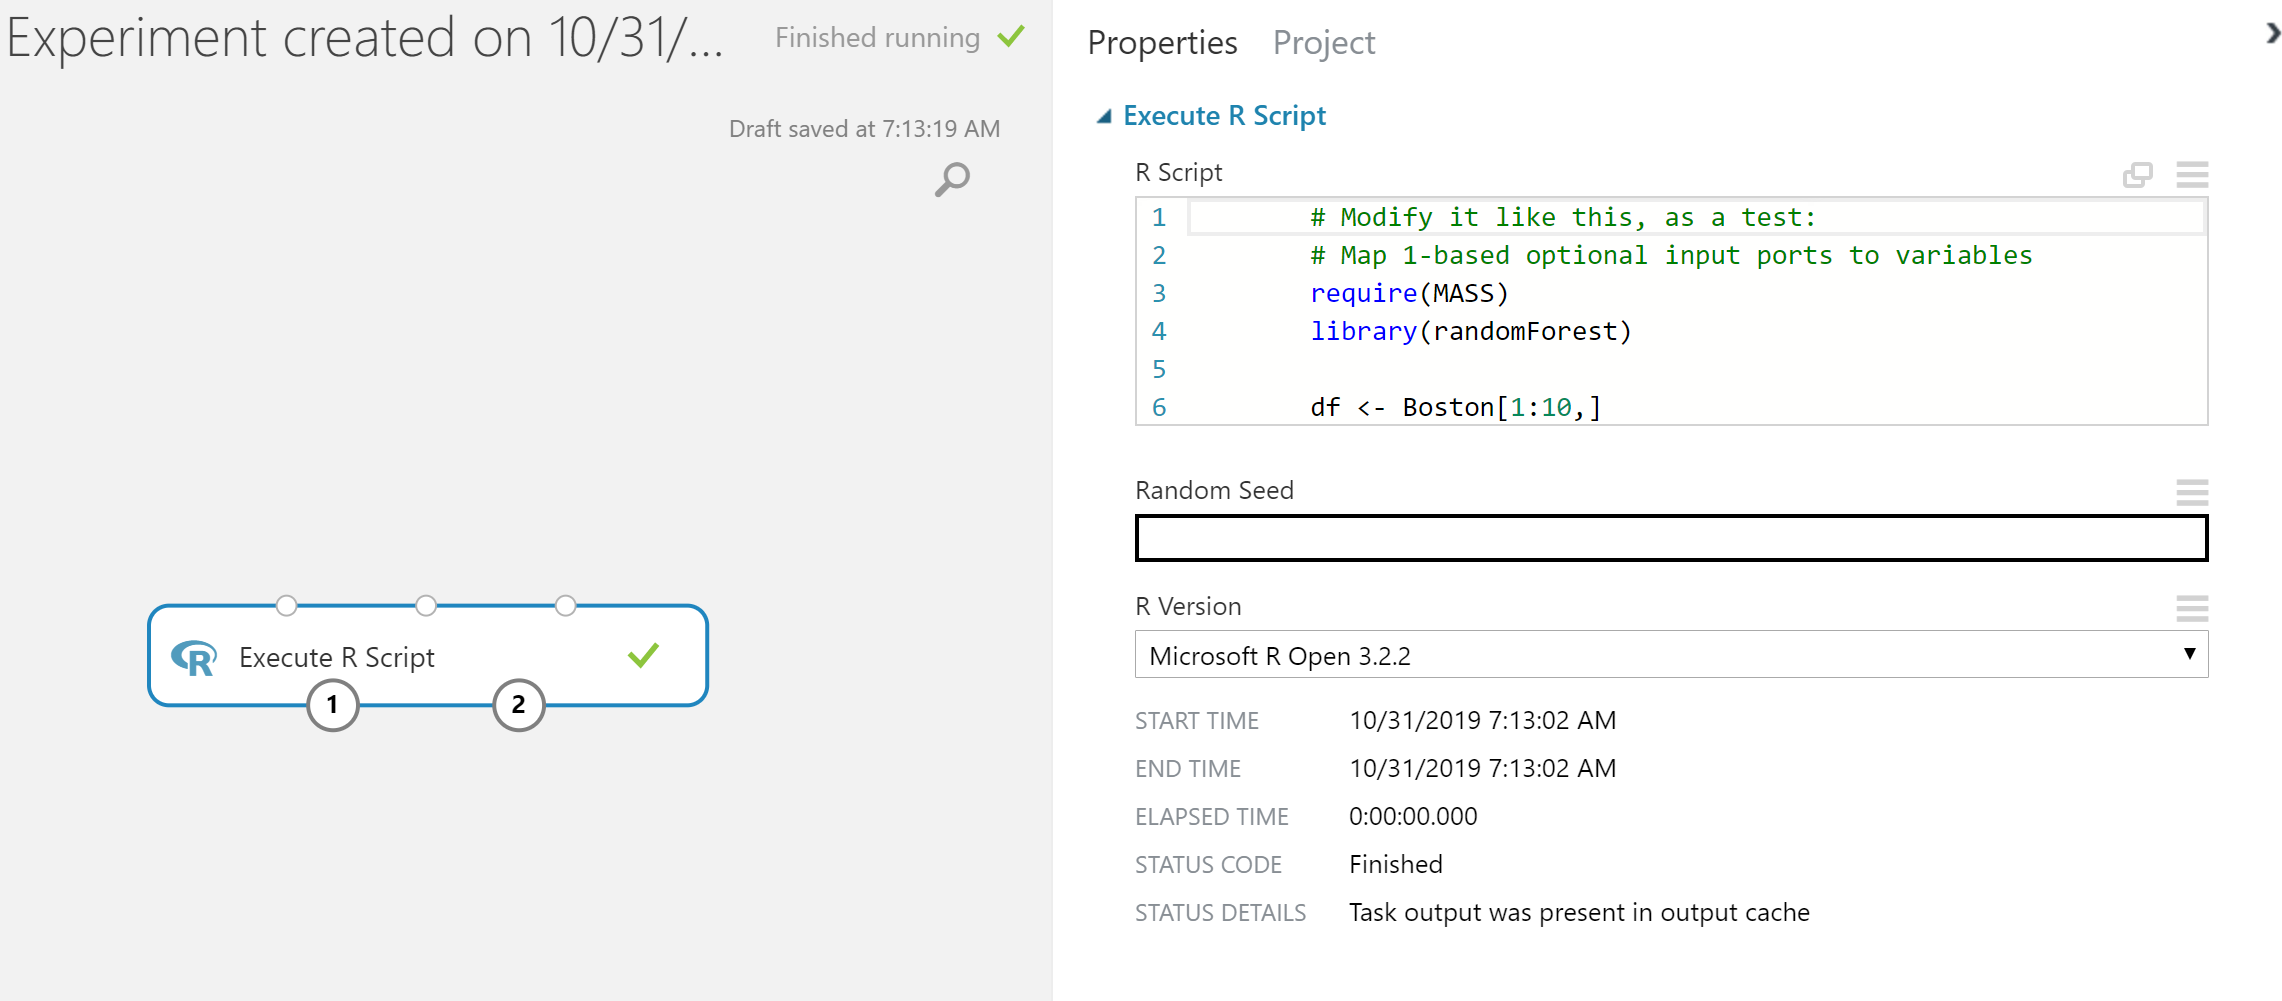 Experiment created on 10/31/...
Finished running
Draft saved at 7:13:19 AM
Execute R Script
1
2
Properties Project
Execute R Script
R Script
1 # Modify it like this, as a test:
2 # Map 1-based optional input ports to variables
3 require(MASS)
4 library(randomForest)
5
6 df <- Boston[1:10,]
Random Seed
R Version
Microsoft R Open 3.2.2
START TIME 10/31/2019 7:13:02 AM
END TIME 10/31/2019 7:13:02 AM
ELAPSED TIME 0:00:00.000
STATUS CODE Finished
STATUS DETAILS Task output was present in output cache